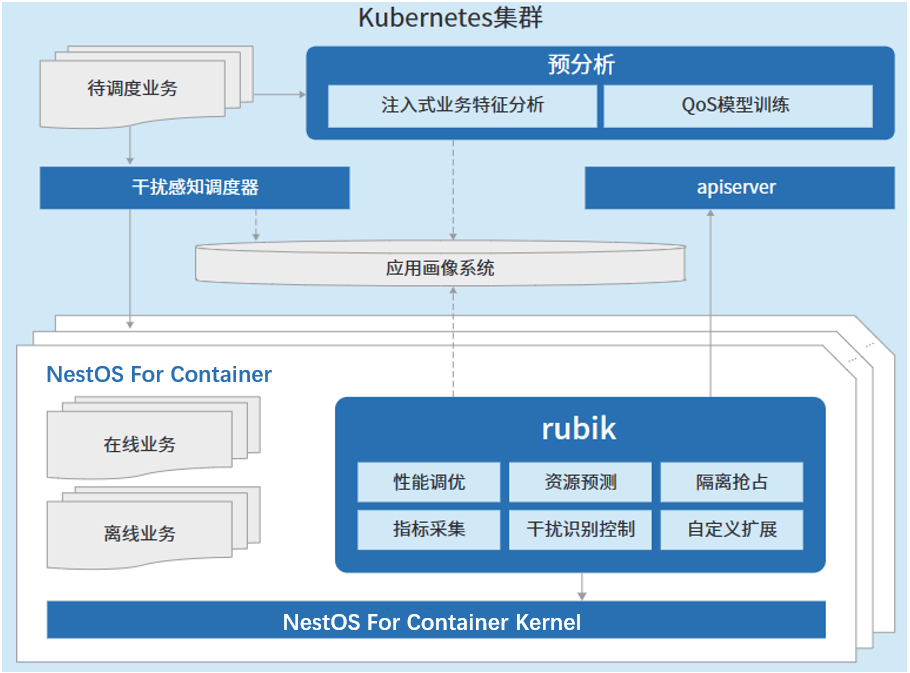 Kubernetes集群
待调度业务
预分析
注入式业务特征分析
QoS模型训练
干扰感知调度器
apiserver
应用画像系统
NestOS For Container
在线业务
离线业务
rubik
性能调优
资源预测
隔离抢占
指标采集
干扰识别控制
自定义扩展
NestOS For Container Kernel